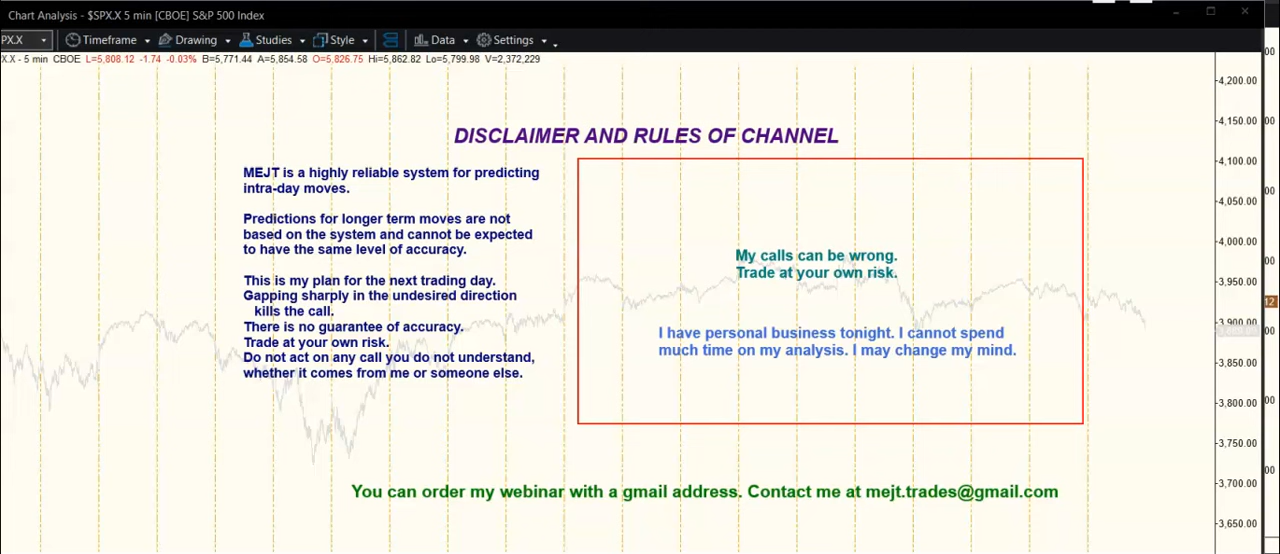 Chart Analysis - $SPX.X 5 min [CBOE] S&P 500 Index
PX.X Timeframe Drawing Studies Style Data Settings
X.X - 5 min CBOE L=5,808.12 -1.74 -0.03% B=5,771.44 A=5,854.58 O=5,826.75 Hi=5,862.82 Lo=5,799.98 V=2,372,229
DISCLAIMER AND RULES OF CHANNEL
MEJT is a highly reliable system for predicting
intra-day moves.
Predictions for longer term moves are not
based on the system and cannot be expected
to have the same level of accuracy.
This is my plan for the next trading day.
Gapping sharply in the undesired direction
kills the call.
There is no guarantee of accuracy.
Trade at your own risk.
Do not act on any call you do not understand,
whether it comes from me or someone else.
My calls can be wrong.
Trade at your own risk.
I have personal business tonight. I cannot spend
much time on my analysis. I may change my mind.
You can order my webinar with a gmail address. Contact me at mejt.trades@gmail.com
4,200.00
4,150.00
4,100.00
4,050.00
4,000.00
3,950.00
3,900.00
3,850.00
3,800.00
3,750.00
3,700.00
3,650.00
00
00
00
12
00
00
00